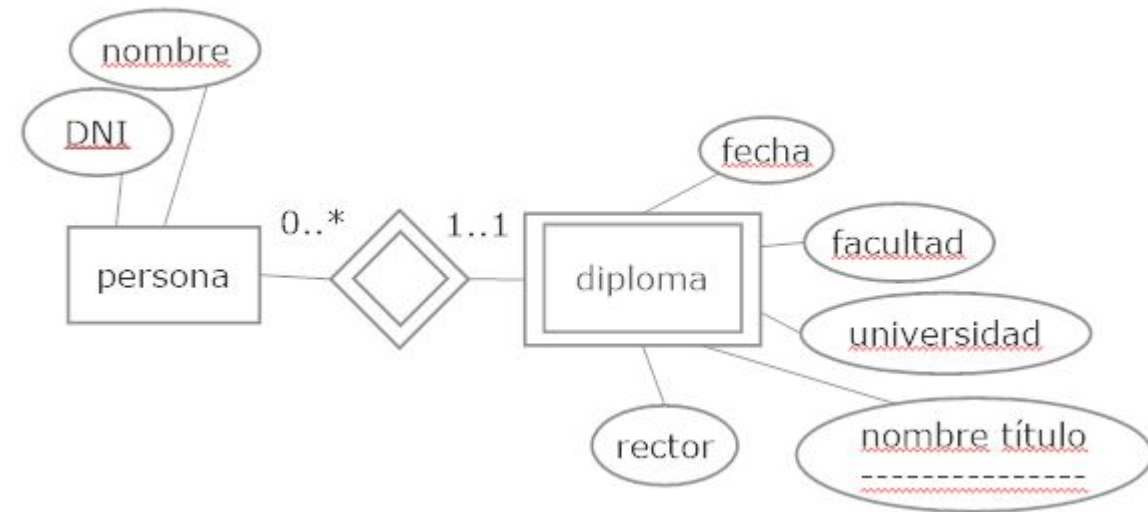 nombre
DNI
fecha
0..*
1..1
facultad
persona
diploma
universidad
nombre título
rector